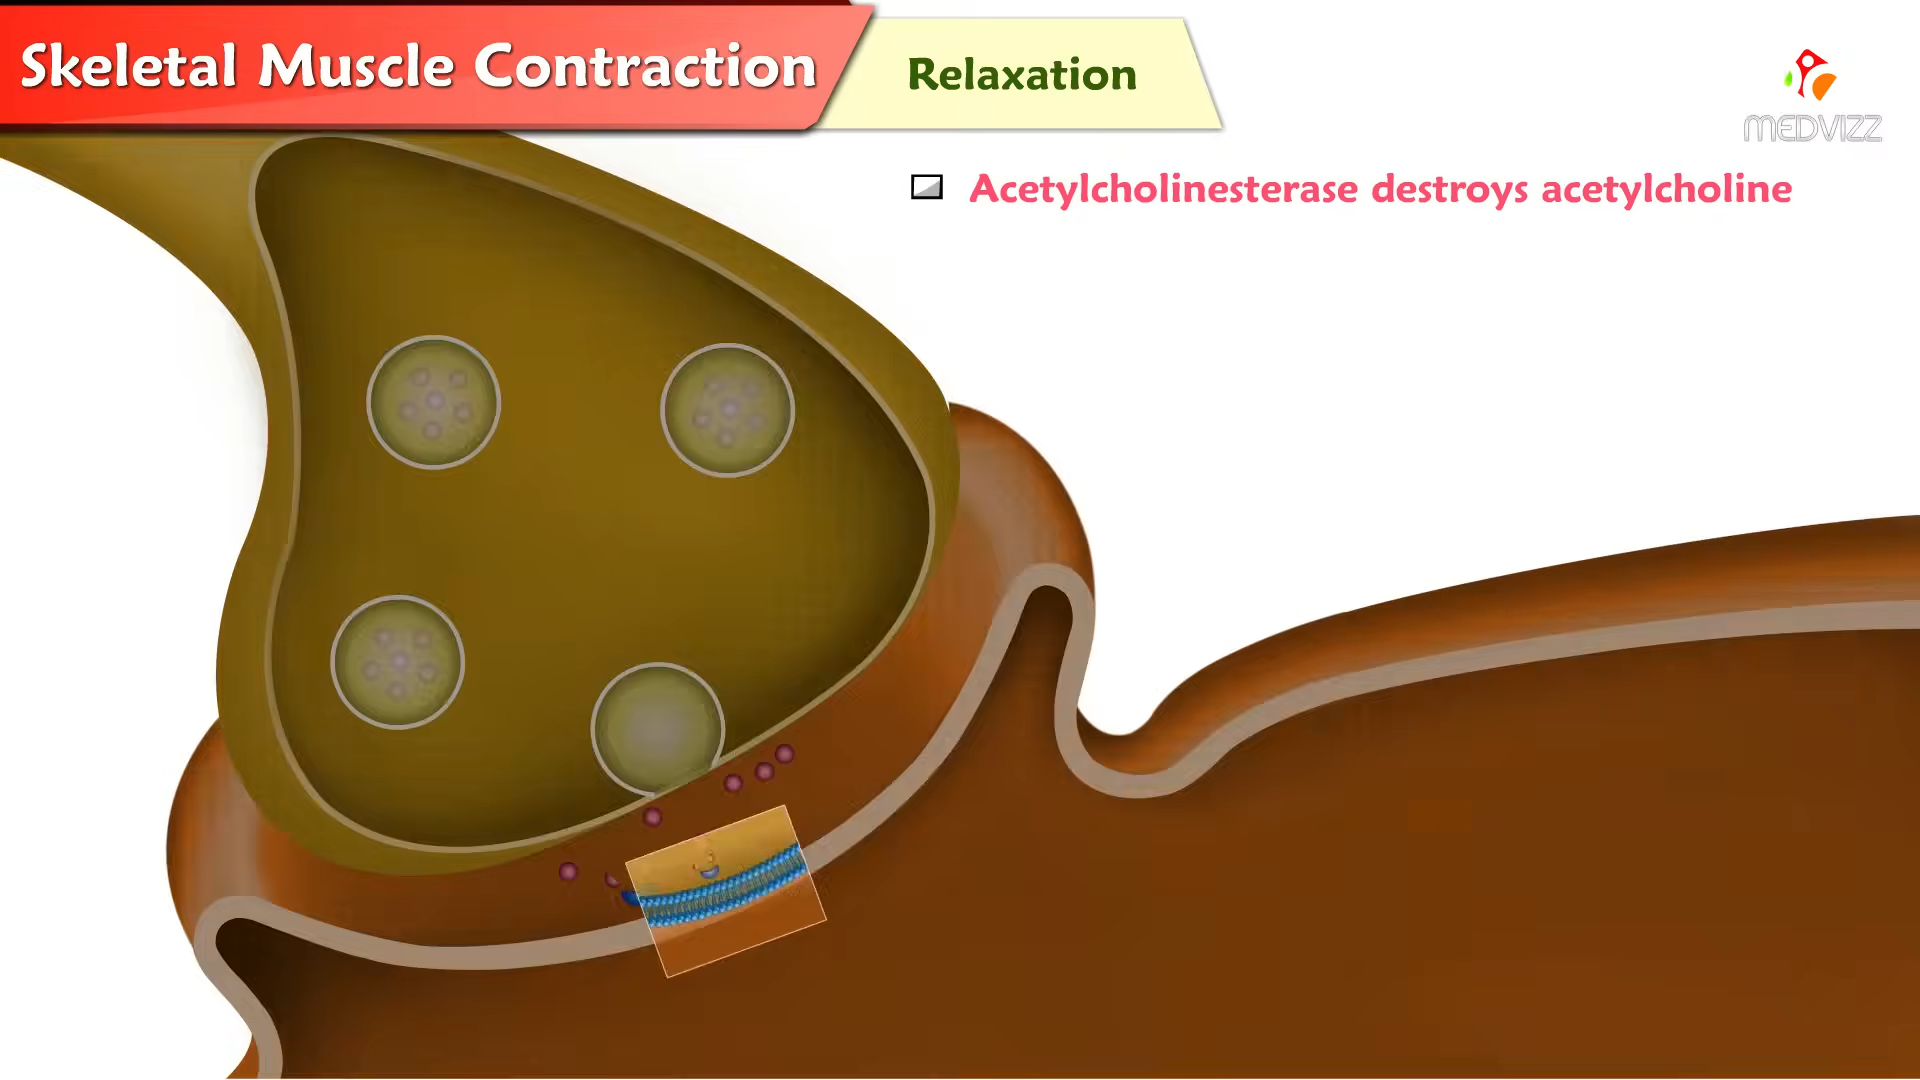 Skeletal Muscle Contraction
Relaxation
MEDVIZZ
Acetylcholinesterase destroys acetylcholine